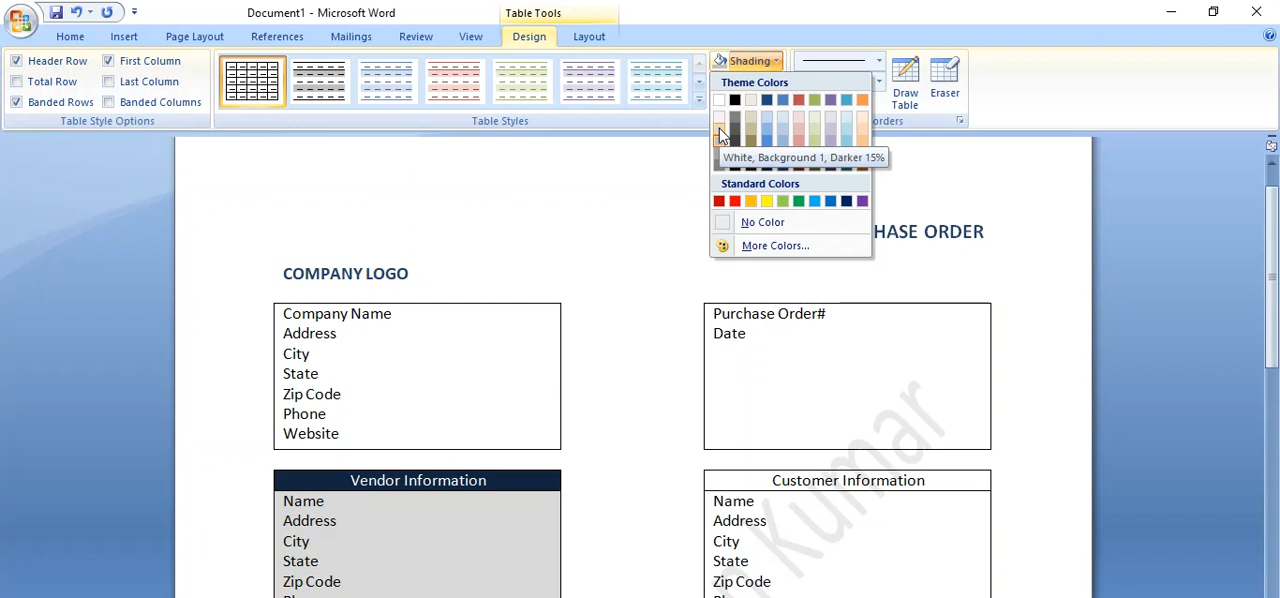 Document1 - Microsoft Word
Table Tools
Home Insert Page Layout References Mailings Review View Design Layout
Header Row First Column
Total Row Last Column
Banded Rows Banded Columns
Table Style Options
Table Styles
Shading
Theme Colors
White, Background 1, Darker 15%
Standard Colors
No Color
More Colors...
Draw
Table
Eraser
HASE ORDER
COMPANY LOGO
Company Name
Address
City
State
Zip Code
Phone
Website
Purchase Order#
Date
Vendor Information
Name
Address
City
State
Zip Code
Customer Information
Name
Address
City
State
Zip Code
Kumar